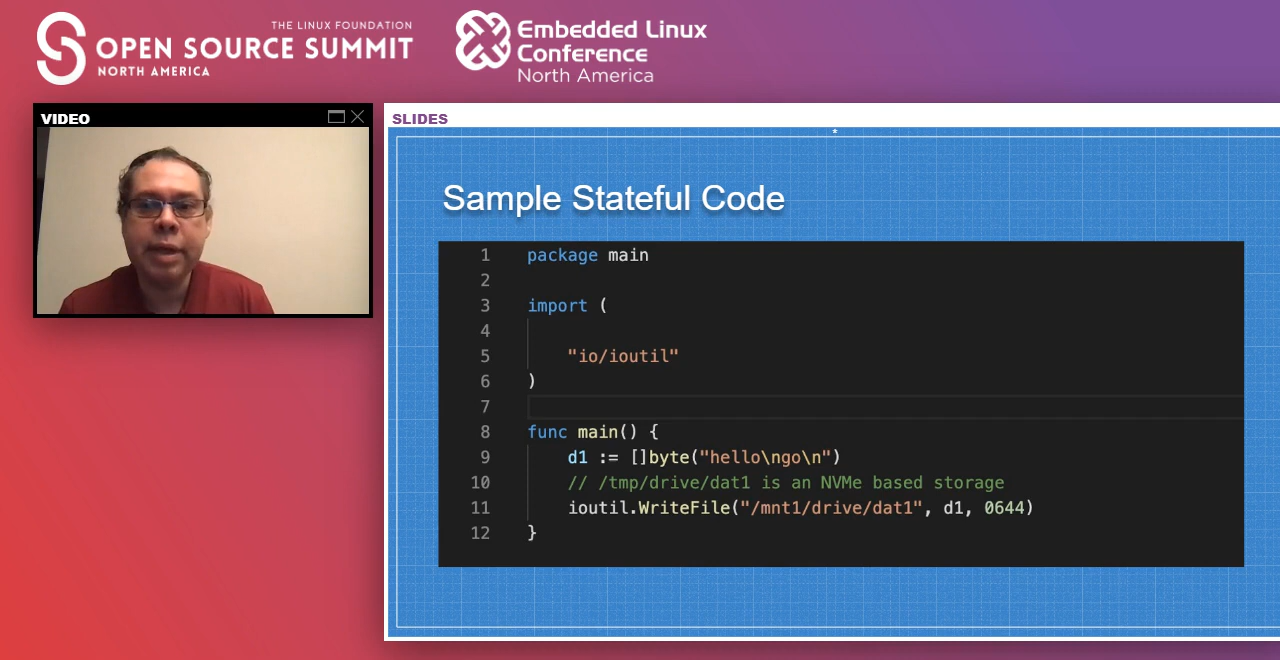 THE LINUX FOUNDATION
OPEN SOURCE SUMMIT
NORTH AMERICA
Embedded Linux
Conference
North America
VIDEO
SLIDES
*
Sample Stateful Code
1 package main
2
3 import (
4
5 "io/ioutil"
6 )
7
8 func main() {
9 d1 := []byte("hello\ngo\n")
10 // /tmp/drive/dat1 is an NVMe based storage
11 ioutil.WriteFile("/mnt1/drive/dat1", d1, 0644)
12 }